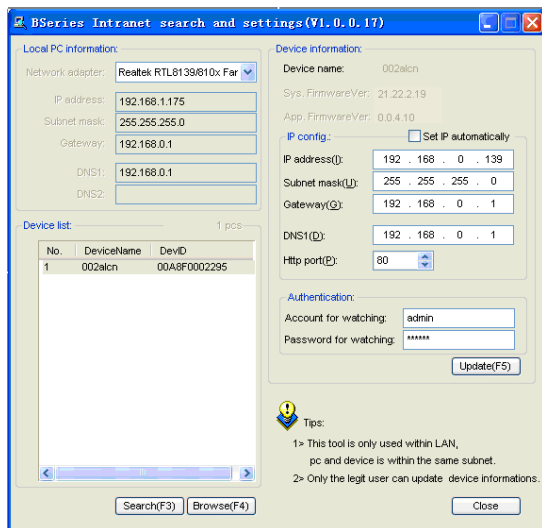 BSeries Intranet search and settings(V1.0.0.17)
Local PC information:
Network adapter: Realtek RTL8139/810x Far
IP address: 192.168.1.175
Subnet mask: 255.255.255.0
Gateway: 192.168.0.1
DNS1: 192.168.0.1
DNS2:
Device list: 1 pcs
No. DeviceName DevID
1 002alcn 00A8F0002295
Search(F3) Browse(F4)
Device information:
Device name: 002alcn
Sys. FirmwareVer: 21.22.2.19
App. FirmwareVer: 0.0.4.10
IP config.: Set IP automatically
IP address(I): 192 . 168 . 0 . 139
Subnet mask(U): 255 . 255 . 255 . 0
Gateway(G): 192 . 168 . 0 . 1
DNS1(D): 192 . 168 . 0 . 1
Http port(P): 80
Authentication:
Account for watching: admin
Password for watching: ******
Update(F5)
Tips:
1> This tool is only used within LAN,
pc and device is within the same subnet.
2> Only the legit user can update device informations.
Close